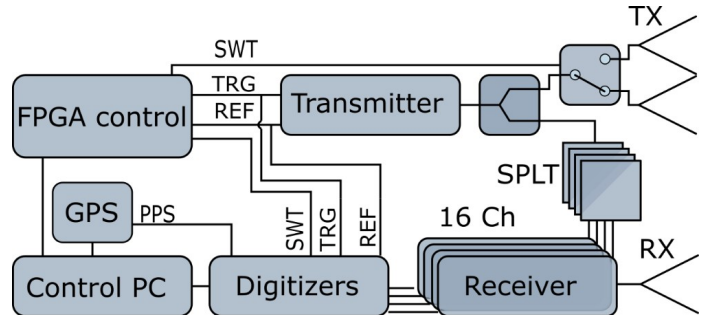 TX
SWT
TRG
FPGA control
REF
Transmitter
SPLT
GPS
PPS
SWT
TRG
REF
16 Ch
RX
Control PC
Digitizers
Receiver